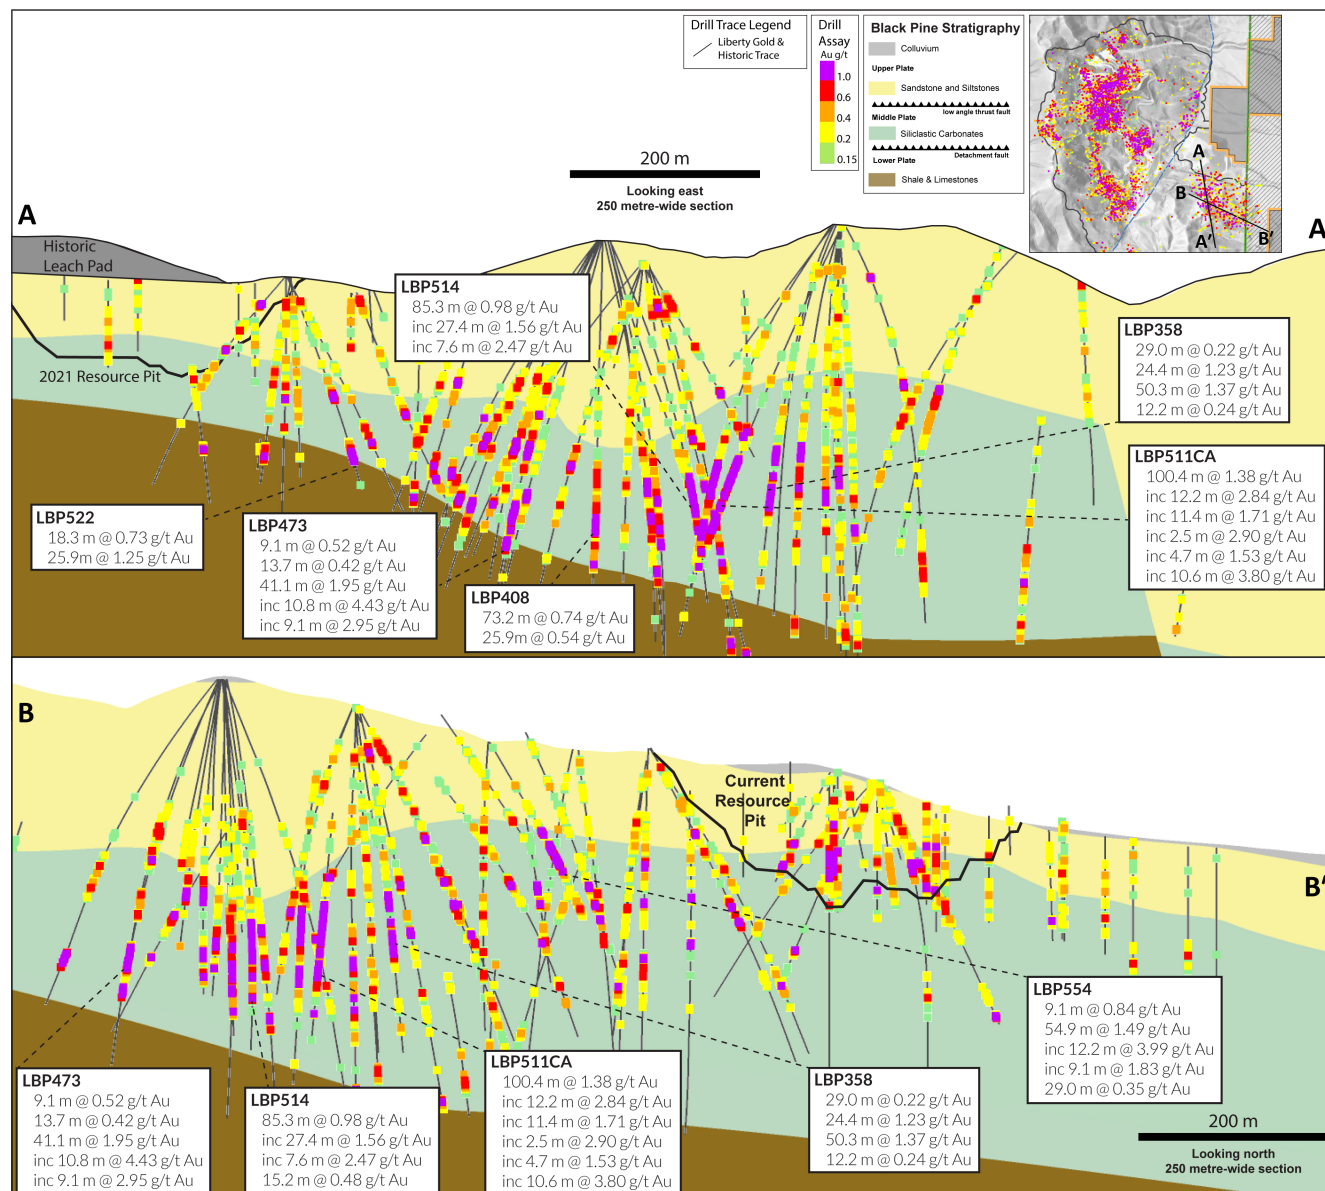 Drill Trace Legend
Liberty Gold &
Historic Trace
Drill
Assay
Au g/t
1.0
0.6
0.4
0.2
0.15
Black Pine Stratigraphy
Colluvium
Upper Plate
Sandstone and Siltstones
low angle thrust fault
Middle Plate
Siliclastic Carbonates
Detachment fault
Lower Plate
Shale & Limestones
A
B
A'
B'
200 m
Looking east
250 metre-wide section
A
A
Historic
Leach Pad
2021 Resource Pit
LBP514
85.3 m @ 0.98 g/t Au
inc 27.4 m @ 1.56 g/t Au
inc 7.6 m @ 2.47 g/t Au
LBP358
29.0 m @ 0.22 g/t Au
24.4 m @ 1.23 g/t Au
50.3 m @ 1.37 g/t Au
12.2 m @ 0.24 g/t Au
LBP511CA
100.4 m @ 1.38 g/t Au
inc 12.2 m @ 2.84 g/t Au
inc 11.4 m @ 1.71 g/t Au
inc 2.5 m @ 2.90 g/t Au
inc 4.7 m @ 1.53 g/t Au
inc 10.6 m @ 3.80 g/t Au
LBP522
18.3 m @ 0.73 g/t Au
25.9m @ 1.25 g/t Au
LBP473
9.1 m @ 0.52 g/t Au
13.7 m @ 0.42 g/t Au
41.1 m @ 1.95 g/t Au
inc 10.8 m @ 4.43 g/t Au
inc 9.1 m @ 2.95 g/t Au
LBP408
73.2 m @ 0.74 g/t Au
25.9m @ 0.54 g/t Au
B
B'
Current
Resource
Pit
LBP554
9.1 m @ 0.84 g/t Au
54.9 m @ 1.49 g/t Au
inc 12.2 m @ 3.99 g/t Au
inc 9.1 m @ 1.83 g/t Au
29.0 m @ 0.35 g/t Au
LBP473
9.1 m @ 0.52 g/t Au
13.7 m @ 0.42 g/t Au
41.1 m @ 1.95 g/t Au
inc 10.8 m @ 4.43 g/t Au
inc 9.1 m @ 2.95 g/t Au
LBP514
85.3 m @ 0.98 g/t Au
inc 27.4 m @ 1.56 g/t Au
inc 7.6 m @ 2.47 g/t Au
15.2 m @ 0.48 g/t Au
LBP511CA
100.4 m @ 1.38 g/t Au
inc 12.2 m @ 2.84 g/t Au
inc 11.4 m @ 1.71 g/t Au
inc 2.5 m @ 2.90 g/t Au
inc 4.7 m @ 1.53 g/t Au
inc 10.6 m @ 3.80 g/t Au
LBP358
29.0 m @ 0.22 g/t Au
24.4 m @ 1.23 g/t Au
50.3 m @ 1.37 g/t Au
12.2 m @ 0.24 g/t Au
200 m
Looking north
250 metre-wide section